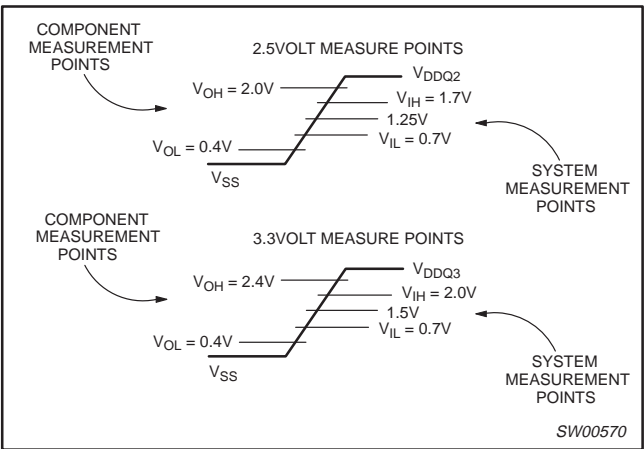 COMPONENT
MEASUREMENT
POINTS
2.5VOLT MEASURE POINTS
VDDQ2
VOH = 2.0V
VIH = 1.7V
1.25V
VIL = 0.7V
VOL = 0.4V
VSS
SYSTEM
MEASUREMENT
POINTS
COMPONENT
MEASUREMENT
POINTS
3.3VOLT MEASURE POINTS
VDDQ3
VOH = 2.4V
VIH = 2.0V
1.5V
VIL = 0.7V
VOL = 0.4V
VSS
SYSTEM
MEASUREMENT
POINTS
SW00570